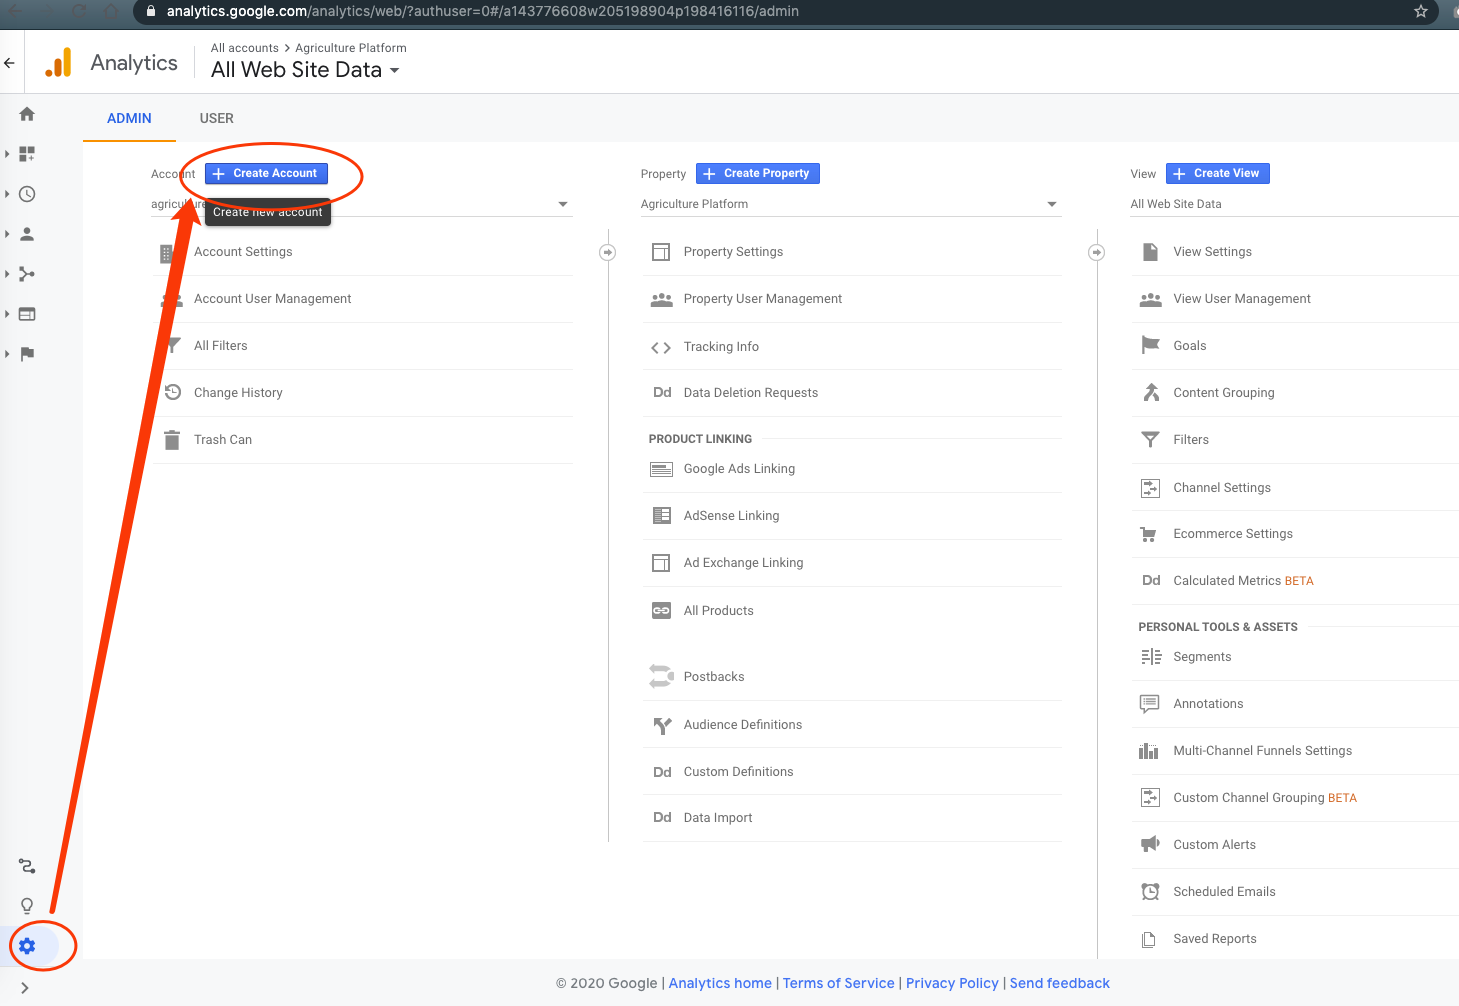 analytics.google.com/analytics/web/?authuser=0#/a143776608w205198904p198416116/admin
Analytics
All accounts > Agriculture Platform
All Web Site Data
ADMIN
USER
Account
+ Create Account
agriculture
Create new account
Account Settings
Account User Management
All Filters
Change History
Trash Can
Property
+ Create Property
Agriculture Platform
Property Settings
Property User Management
<> Tracking Info
Dd Data Deletion Requests
PRODUCT LINKING
Google Ads Linking
AdSense Linking
Ad Exchange Linking
All Products
Postbacks
Audience Definitions
Dd Custom Definitions
Dd Data Import
View
+ Create View
All Web Site Data
View Settings
View User Management
Goals
Content Grouping
Filters
Channel Settings
Ecommerce Settings
Dd Calculated Metrics BETA
PERSONAL TOOLS & ASSETS
Segments
Annotations
Multi-Channel Funnels Settings
Custom Channel Grouping BETA
Custom Alerts
Scheduled Emails
Saved Reports
© 2020 Google | Analytics home | Terms of Service | Privacy Policy | Send feedback